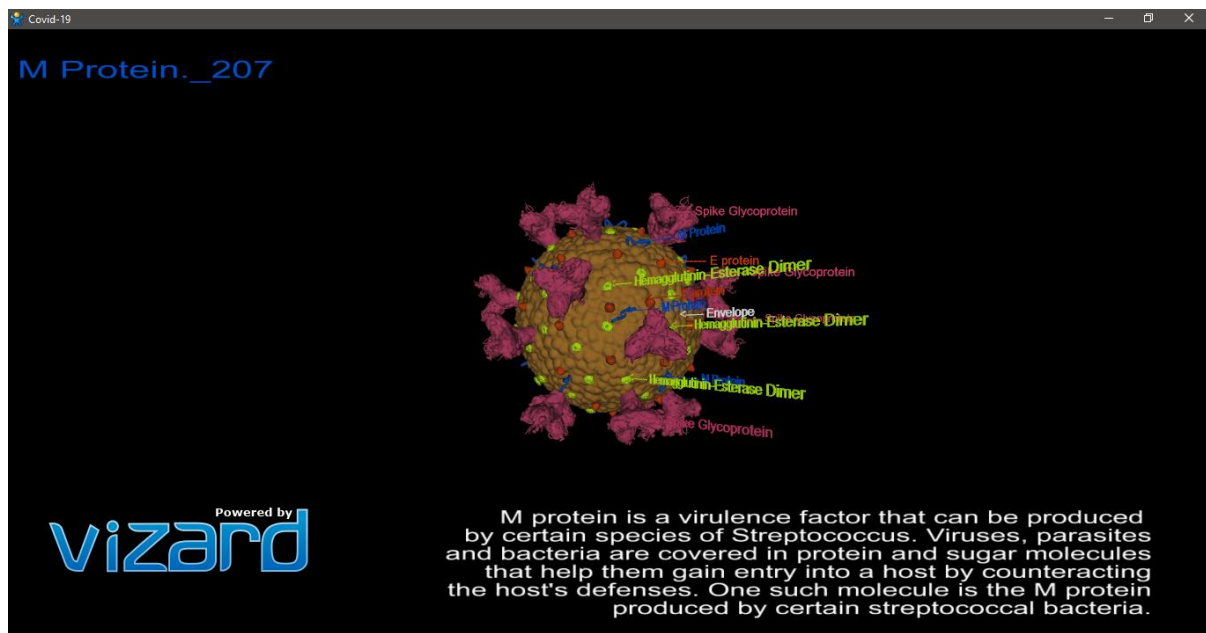 Covid-19
M Protein._207
Spike Glycoprotein
M Protein
E protein
Hemagglutinin-Esterase Dimer
Spike Glycoprotein
M Protein
Envelope
Hemagglutinin-Esterase Dimer
M Protein
Hemagglutinin-Esterase Dimer
Glycoprotein
Powered by
vizard
M protein is a virulence factor that can be produced
by certain species of Streptococcus. Viruses, parasites
and bacteria are covered in protein and sugar molecules
that help them gain entry into a host by counteracting
the host's defenses. One such molecule is the M protein
produced by certain streptococcal bacteria.